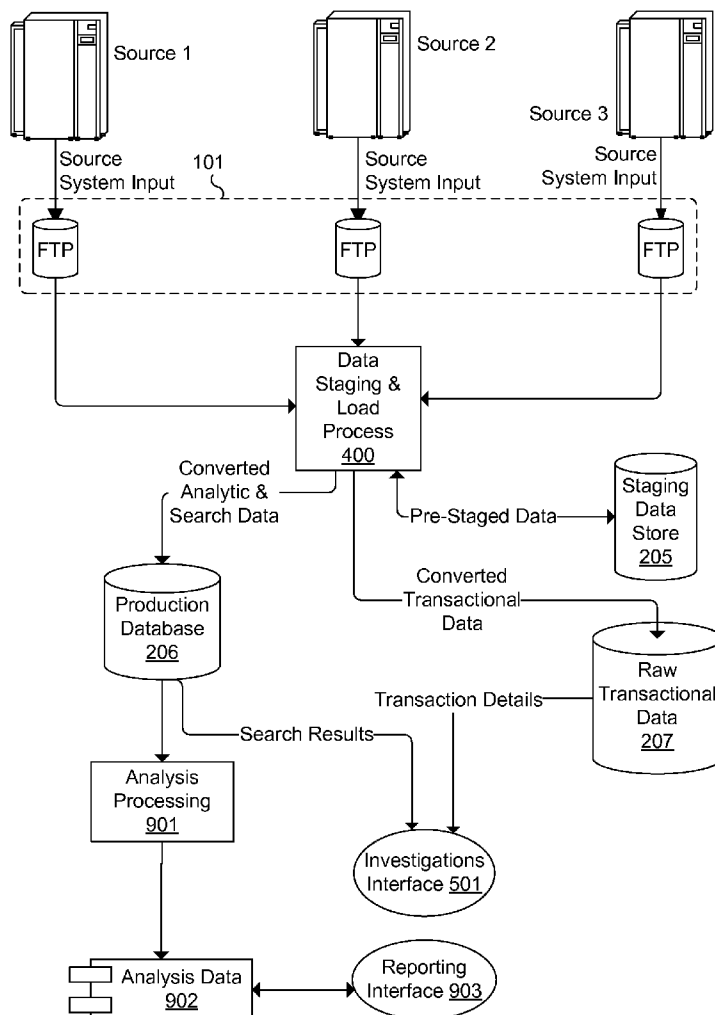 Source 1
Source 2
Source 3
Source
System Input
Source
System Input
Source
System Input
101
FTP
FTP
FTP
Data
Staging &
Load
Process
400
Converted
Analytic &
Search Data
Pre-Staged Data
Staging
Data
Store
205
Converted
Transactional
Data
Production
Database
206
Raw
Transactional
Data
207
Transaction Details
Search Results
Analysis
Processing
901
Investigations
Interface 501
Analysis Data
902
Reporting
Interface 903